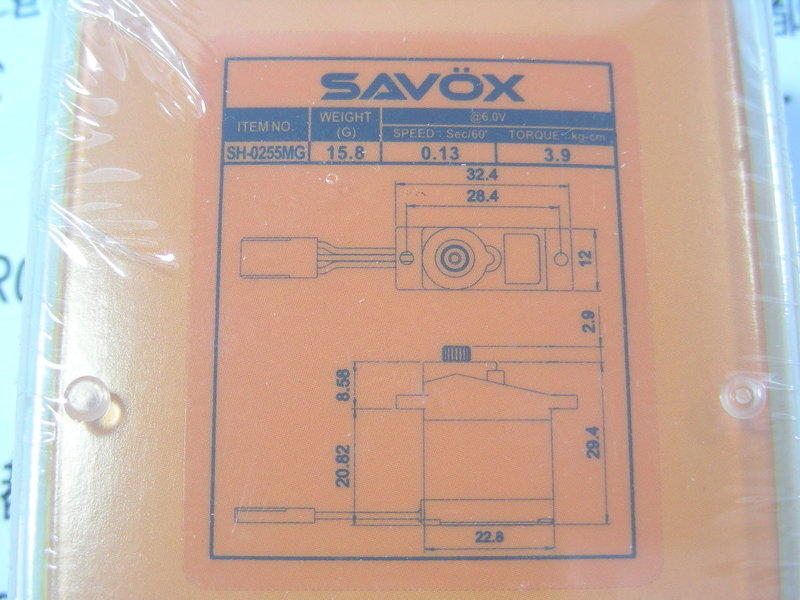 SAVÖX
ITEM NO. WEIGHT (G) @6.0V
SPEED : Sec/60° TORQUE : kg-cm
SH-0255MG 15.8 0.13 3.9
32.4
28.4
12
2.9
8.58
29.4
20.82
22.8